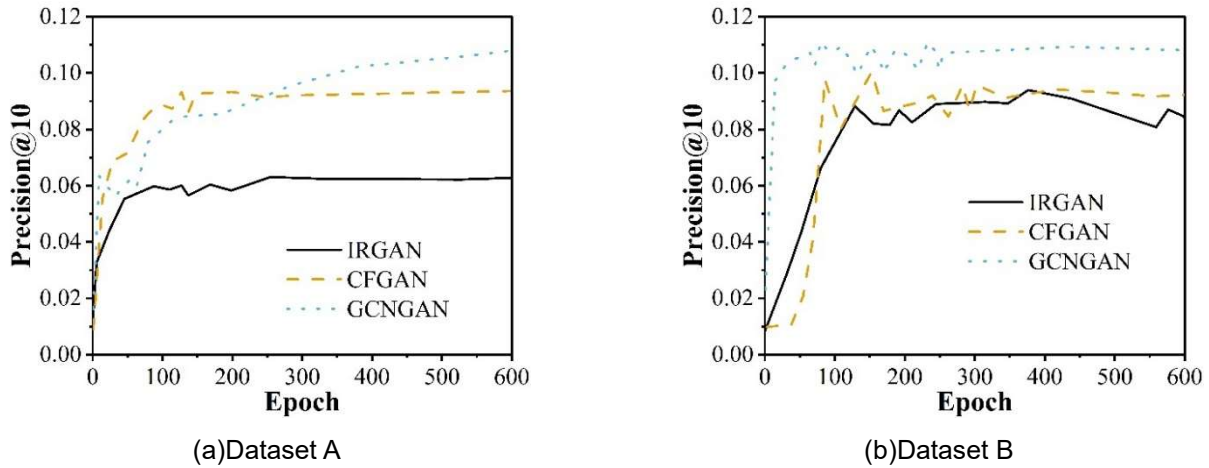 0.12
0.10
0.08
0.06
0.04
0.02
0.00
Precision@10
IRGAN
CFGAN
GCNGAN
0 100 200 300 400 500 600
Epoch
(a)Dataset A
0.12
0.10
0.08
0.06
0.04
0.02
0.00
Precision@10
IRGAN
CFGAN
GCNGAN
0 100 200 300 400 500 600
Epoch
(b)Dataset B